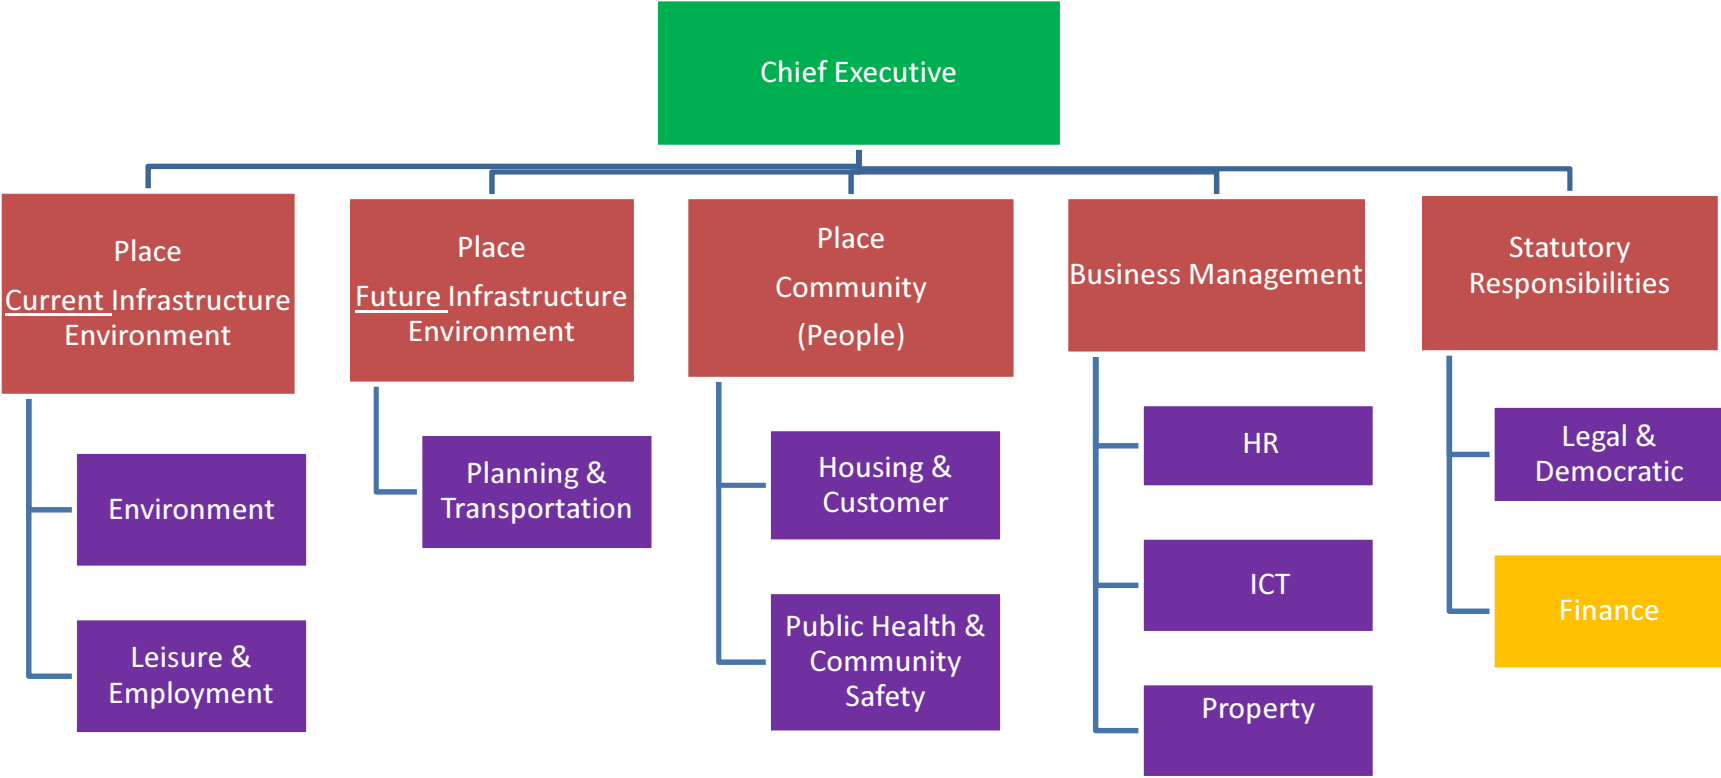 Chief Executive
Place
Current Infrastructure
Environment
Place
Future Infrastructure
Environment
Place
Community
(People)
Business Management
Statutory
Responsibilities
Environment
Leisure &
Employment
Planning &
Transportation
Housing &
Customer
Public Health &
Community
Safety
HR
ICT
Property
Legal &
Democratic
Finance